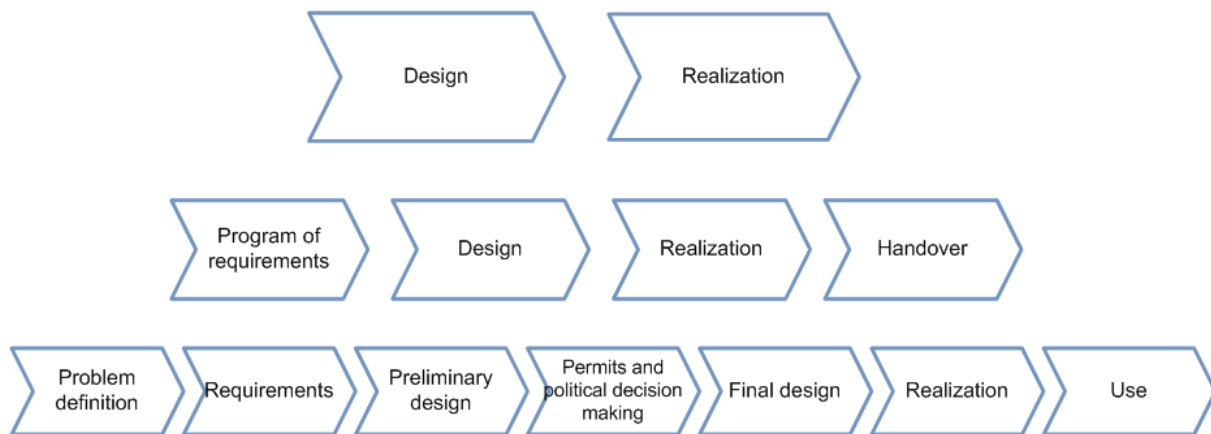 Design
Realization
Program of
requirements
Design
Realization
Handover
Problem
definition
Requirements
Preliminary
design
Permits and
political decision
making
Final design
Realization
Use